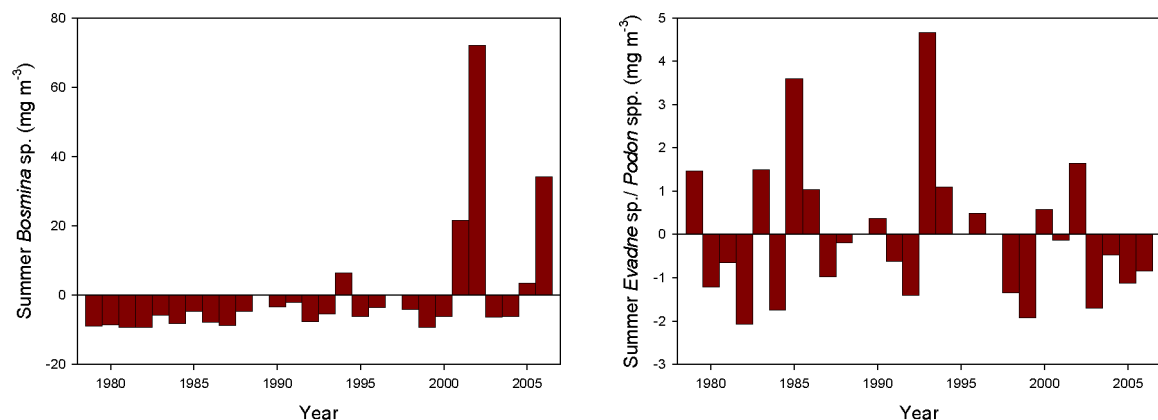 Summer Bosmina sp. (mg m⁻³)
80
60
40
20
0
-20
1980 1985 1990 1995 2000 2005
Year
Summer Evadne sp./ Podon spp. (mg m⁻³)
5
4
3
2
1
0
-1
-2
-3
1980 1985 1990 1995 2000 2005
Year